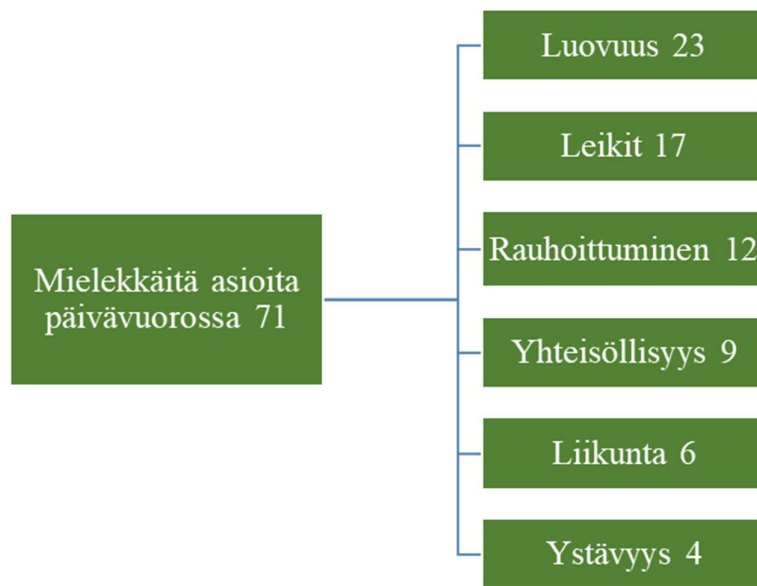 Mielekkäitä asioita
päivävuorossa 71
Luovuus 23
Leikit 17
Rauhoittuminen 12
Yhteisöllisyys 9
Liikunta 6
Ystävyys 4